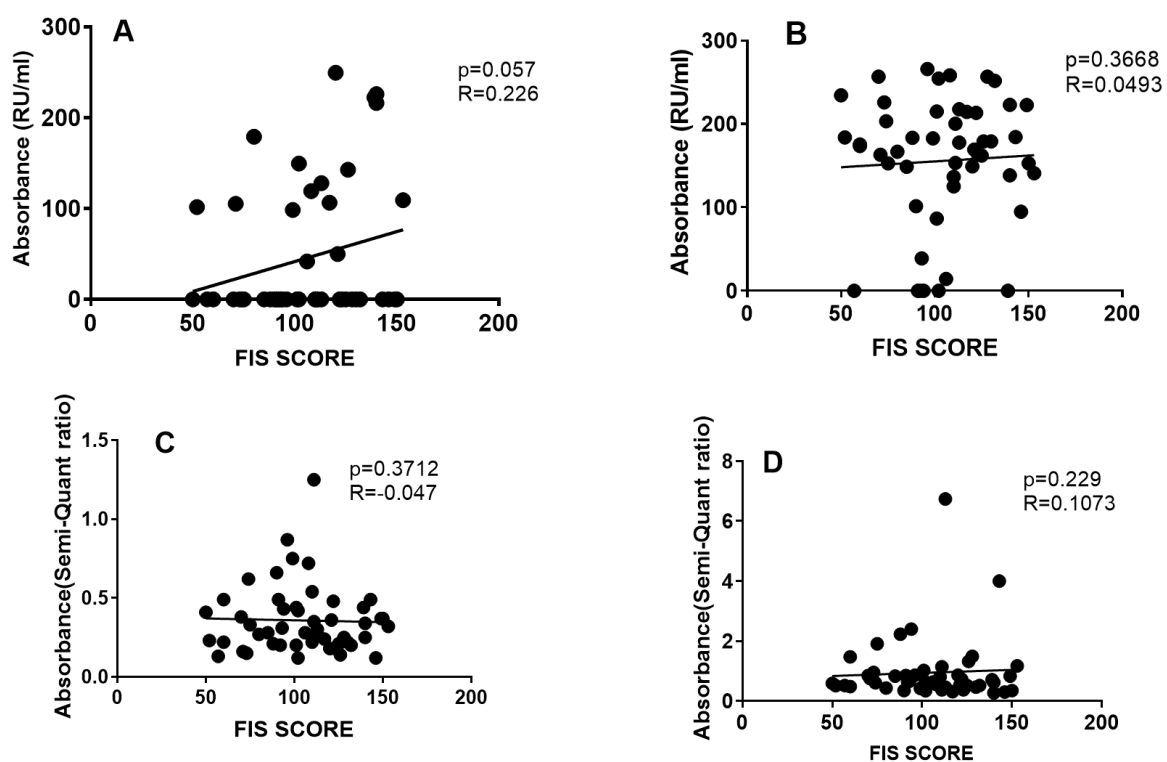 A
p=0.057
R=0.226
Absorbance (RU/ml)
300
200
100
0
0 50 100 150 200
FIS SCORE
B
p=0.3668
R=0.0493
Absorbance (RU/ml)
300
200
100
0
0 50 100 150 200
FIS SCORE
C
p=0.3712
R=-0.047
Absorbance(Semi-Quant ratio)
1.5
1.0
0.5
0.0
0 50 100 150 200
FIS SCORE
D
p=0.229
R=0.1073
Absorbance(Semi-Quant ratio)
8
6
4
2
0
0 50 100 150 200
FIS SCORE